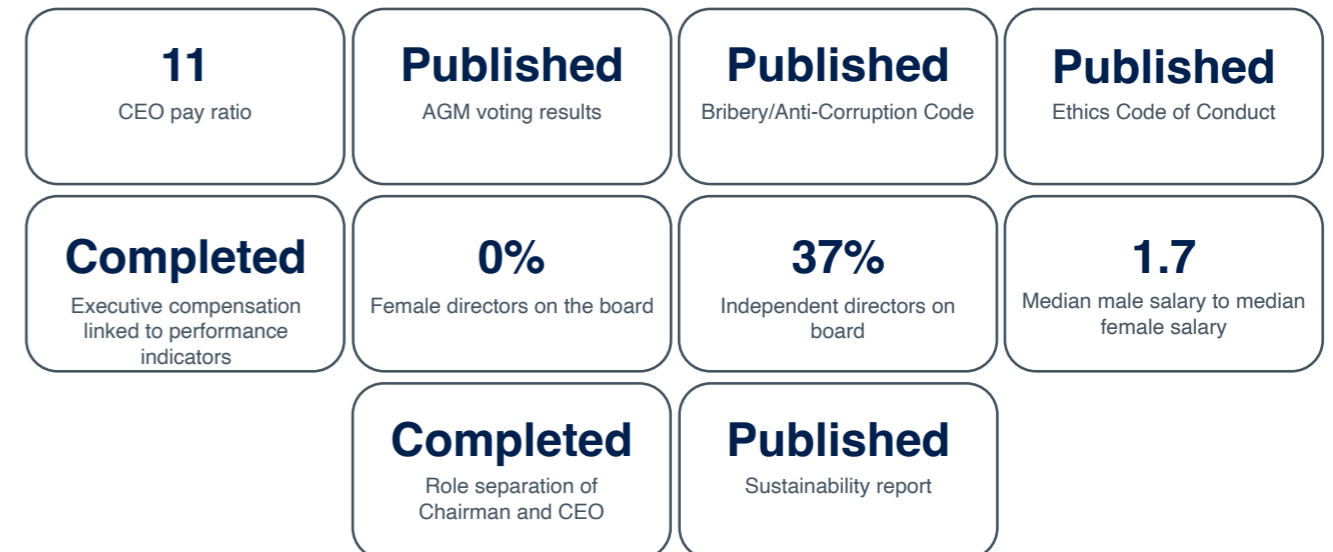 11
CEO pay ratio
Published
AGM voting results
Published
Bribery/Anti-Corruption Code
Published
Ethics Code of Conduct
Completed
Executive compensation
linked to performance
indicators
0%
Female directors on the board
37%
Independent directors on
board
1.7
Median male salary to median
female salary
Completed
Role separation of
Chairman and CEO
Published
Sustainability report